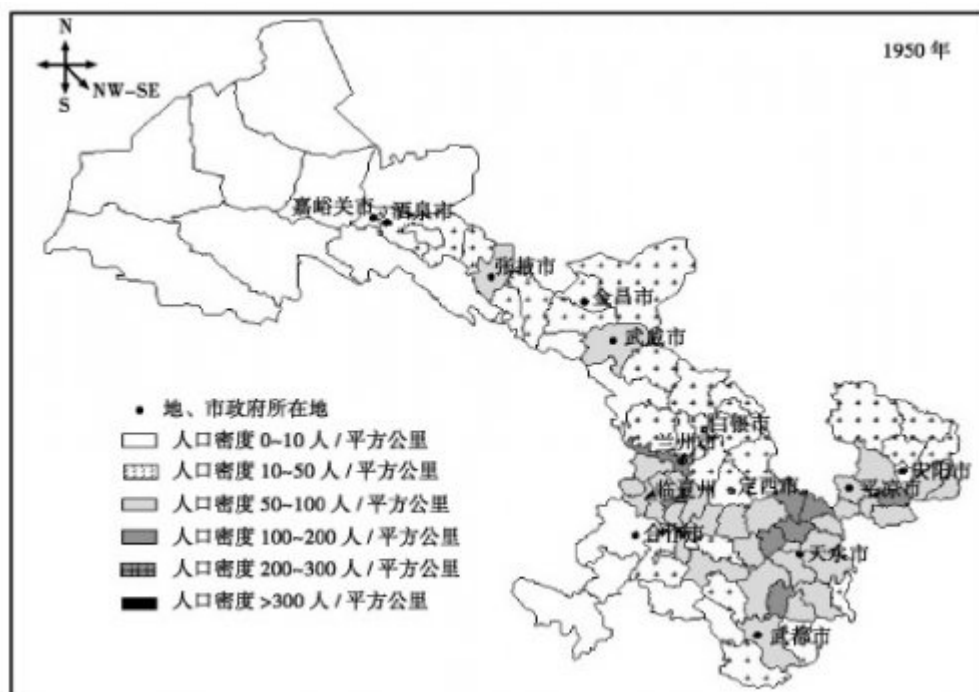 N
1950 年
NW-SE
S
嘉峪关市
酒泉市
张掖市
金昌市
武威市
地、市政府所在地
人口密度 0~10 人/平方公里
白银市
兰州市
人口密度 10~50 人/平方公里
庆阳市
平凉市
定西市
临夏州
人口密度 50~100 人/平方公里
人口密度 100~200 人/平方公里
合作市
天水市
人口密度 200~300 人/平方公里
人口密度 >300 人/平方公里
武都市